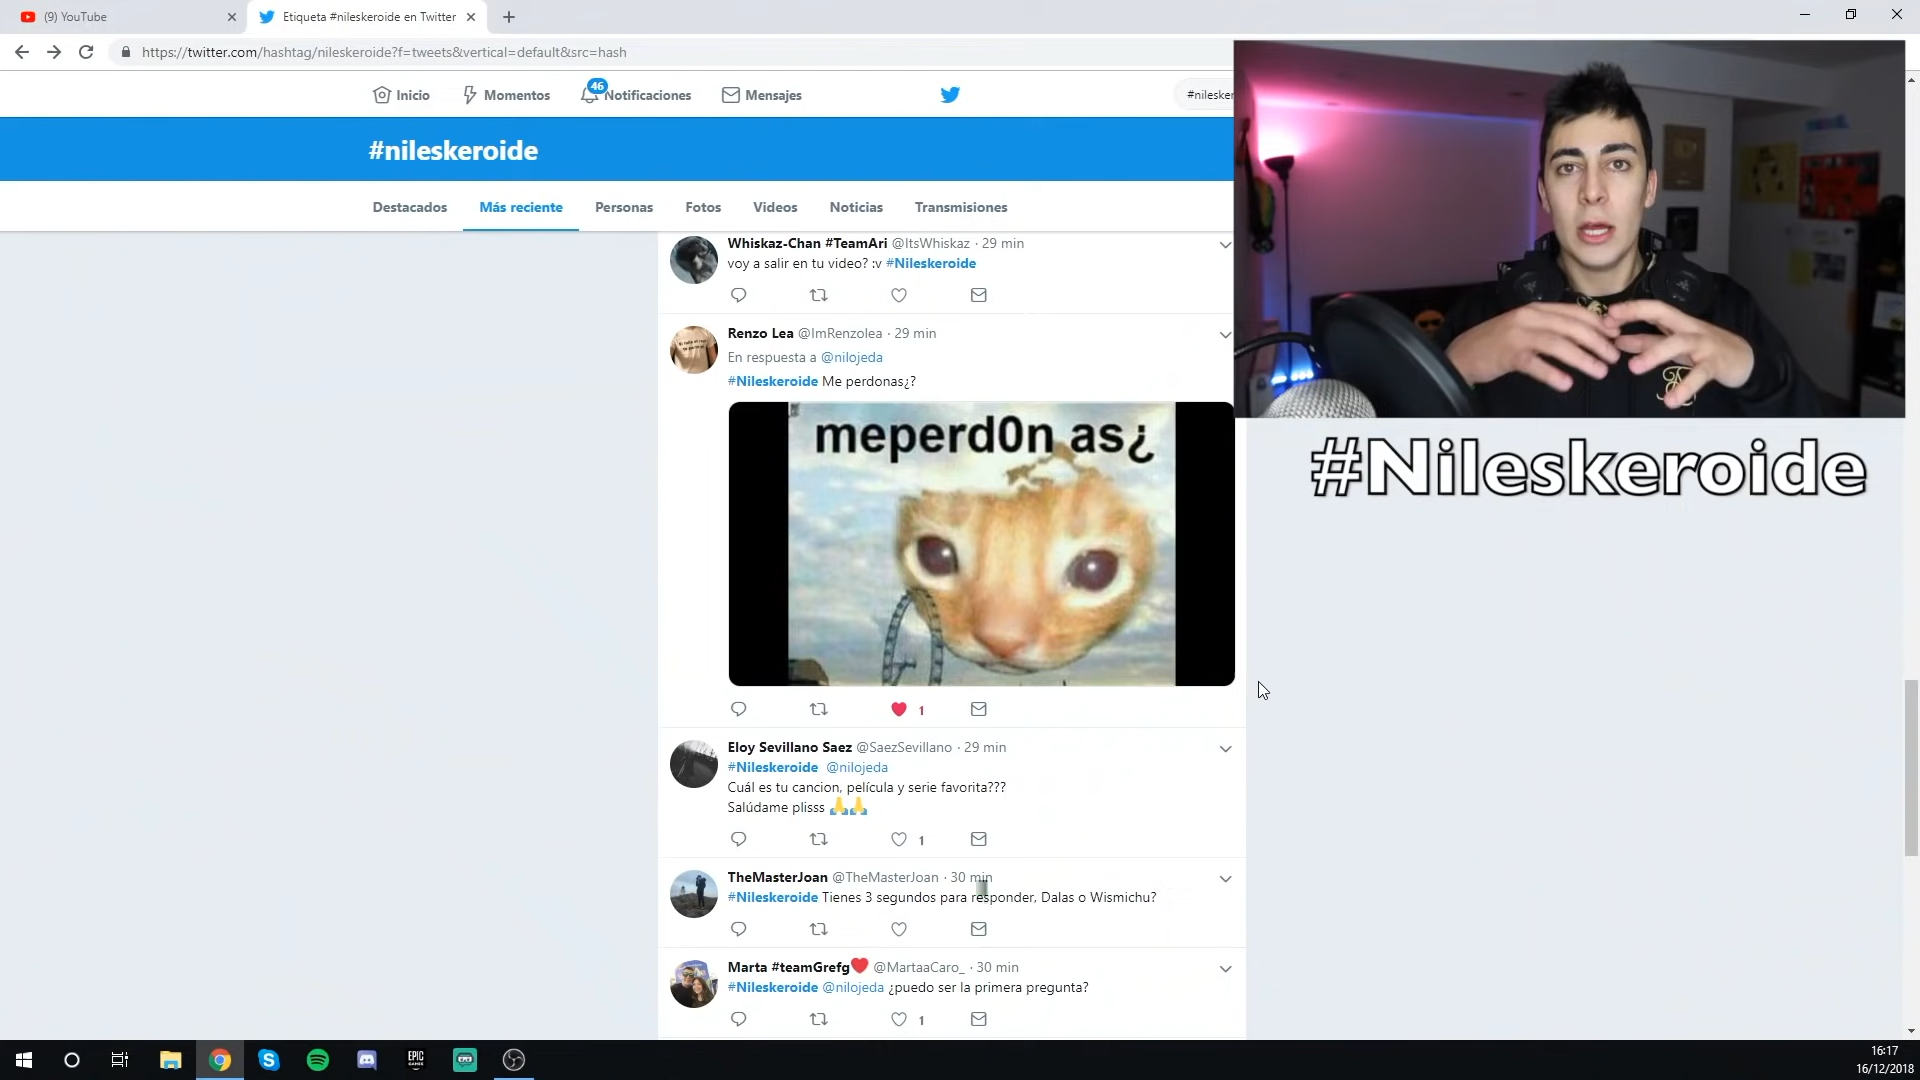 (9) YouTube
Etiqueta #nileskeroide en Twitter
https://twitter.com/hashtag/nileskeroide?f=tweets&vertical=default&src=hash
Inicio
Momentos
46
Notificaciones
Mensajes
#nilesker
#nileskeroide
Destacados
Más reciente
Personas
Fotos
Videos
Noticias
Transmisiones
Whiskaz-Chan #TeamAri @ItsWhiskaz · 29 min
voy a salir en tu video? :v #Nileskeroide
Renzo Lea @ImRenzolea · 29 min
En respuesta a @nilojeda
#Nileskeroide Me perdonas¿?
meperd0n as¿
1
#Nileskeroide
Eloy Sevillano Saez @SaezSevillano · 29 min
#Nileskeroide @nilojeda
Cuál es tu cancion, película y serie favorita???
Salúdame plisss 🙏🙏
1
TheMasterJoan @TheMasterJoan · 30 min
#Nileskeroide Tienes 3 segundos para responder, Dalas o Wismichu?
Marta #teamGrefg❤️ @MartaaCaro_ · 30 min
#Nileskeroide @nilojeda ¿puedo ser la primera pregunta?
1
EPIC
GAMES
16:17
16/12/2018